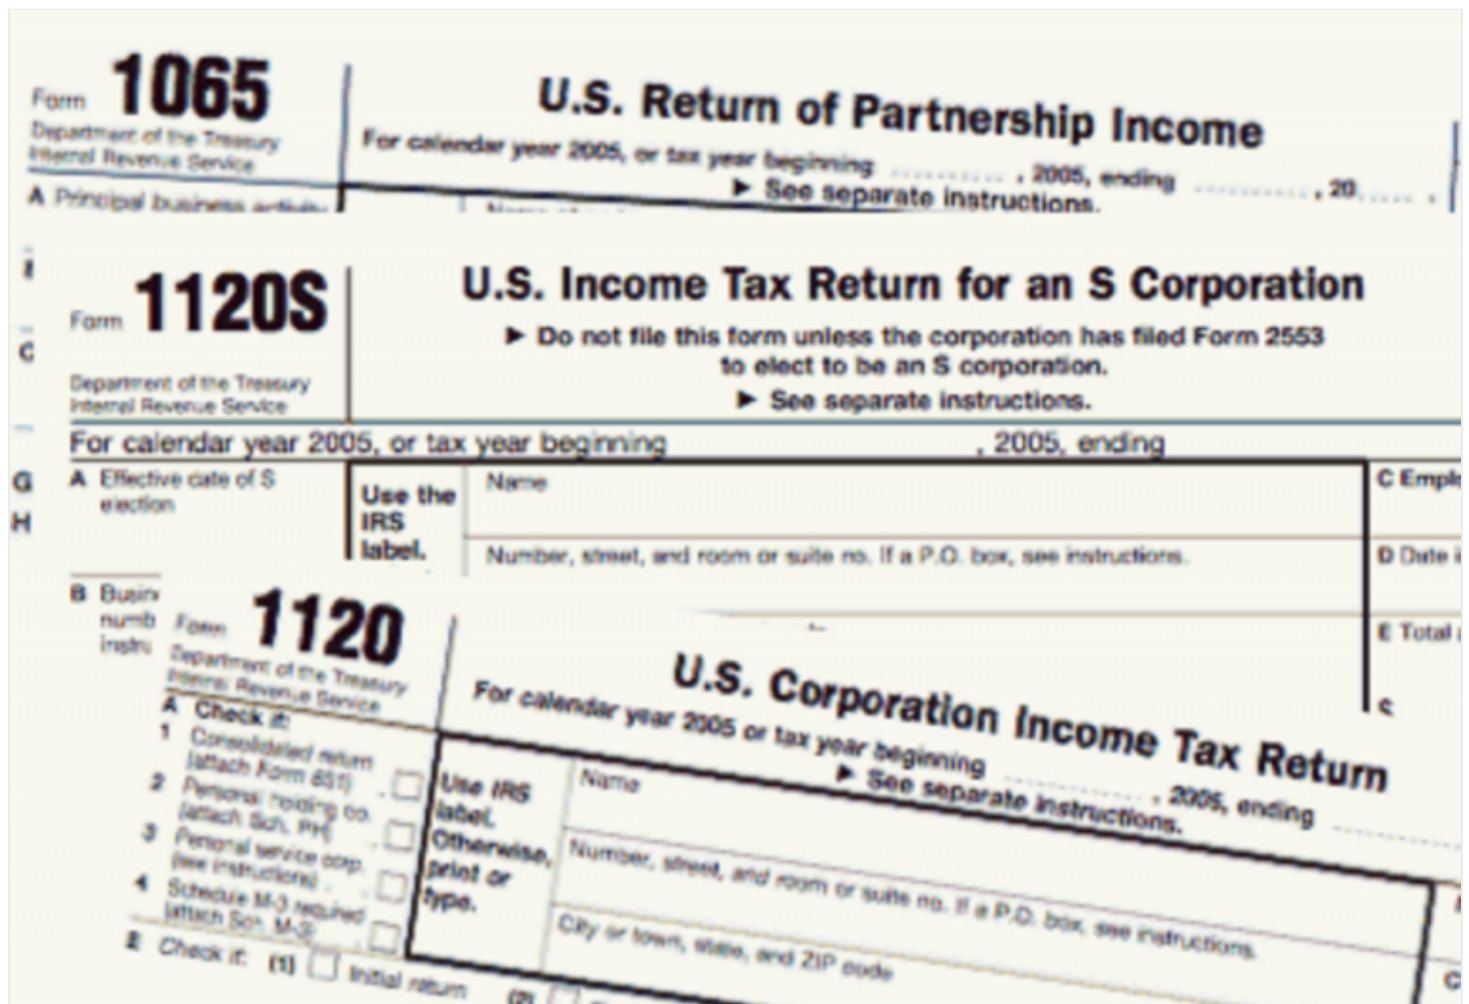 Form 1065
Department of the Treasury
Internal Revenue Service
U.S. Return of Partnership Income
For calendar year 2005, or tax year beginning .......... , 2005, ending .......... , 20...... .
► See separate instructions.
A Principal business activity
C
G
H
Form 1120S
Department of the Treasury
Internal Revenue Service
U.S. Income Tax Return for an S Corporation
► Do not file this form unless the corporation has filed Form 2553
to elect to be an S corporation.
► See separate instructions.
For calendar year 2005, or tax year beginning , 2005, ending
A Effective date of S
election
Use the
IRS
label.
Name
Number, street, and room or suite no. If a P.O. box, see instructions.
C Emplo
D Date i
E Total
B Busin
numb
instru
$
Form 1120
Department of the Treasury
Internal Revenue Service
U.S. Corporation Income Tax Return
For calendar year 2005 or tax year beginning .......... , 2005, ending ..........
► See separate instructions.
A Check if:
1 Consolidated return
(attach Form 851) .
2 Personal holding co.
(attach Sch. PH) .
3 Personal service corp.
(see instructions) . .
4 Schedule M-3 required
(attach Sch. M-3) .
Use IRS
label.
Otherwise,
print or
type.
Name
Number, street, and room or suite no. If a P.O. box, see instructions.
City or town, state, and ZIP code
E Check if: (1) Initial return (2)
C